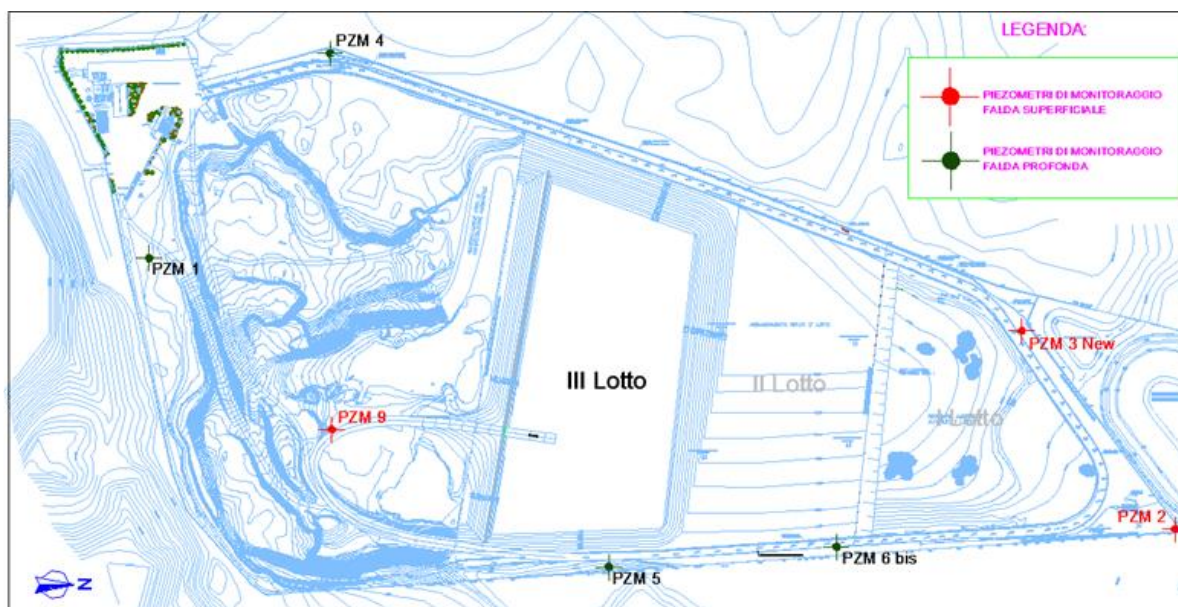 PZM 4
LEGENDA:
PIEZOMETRI DI MONITORAGGIO
FALDA SUPERFICIALE
PIEZOMETRI DI MONITORAGGIO
FALDA PROFONDA
PZM 1
PZM 3 New
III Lotto
II Lotto
I Lotto
PZM 9
PZM 2
PZM 6 bis
PZM 5
N